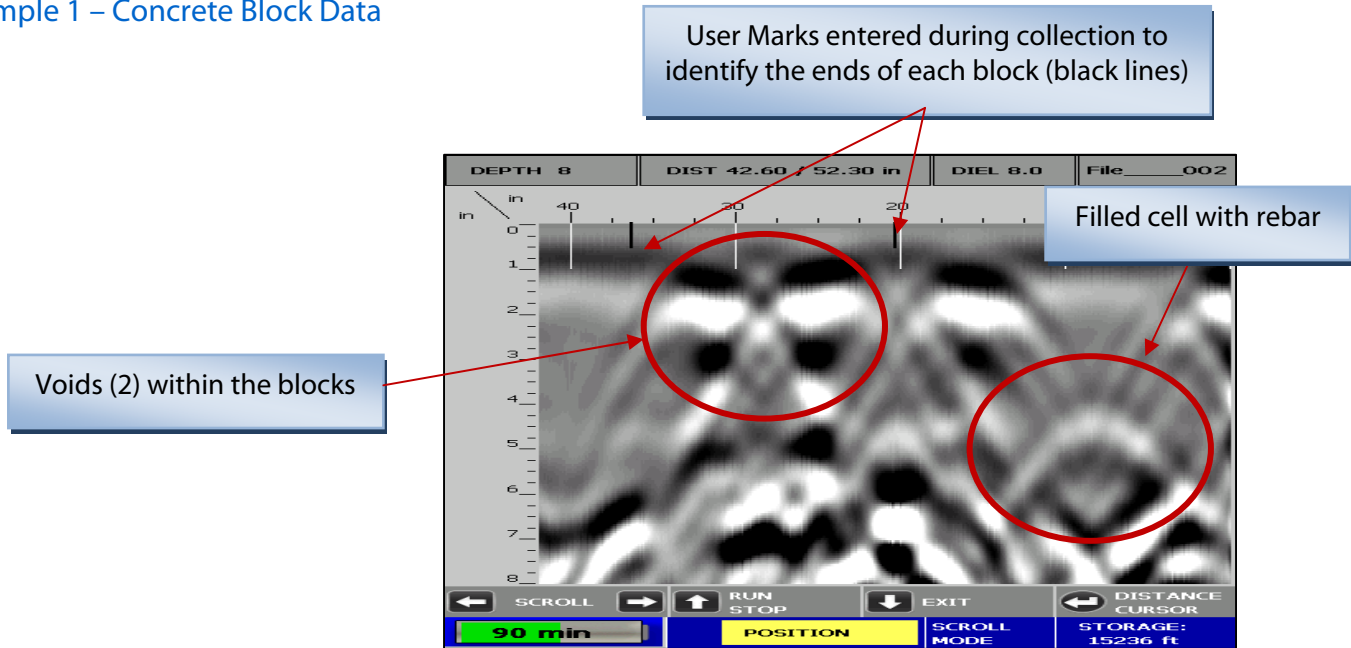 mple 1 – Concrete Block Data
User Marks entered during collection to
identify the ends of each block (black lines)
DEPTH 8 DIST 42.60 / 52.30 in DIEL 8.0 File____002
Filled cell with rebar
in in 40 30 20
0
1
2
3
Voids (2) within the blocks
4
5
6
7
8
SCROLL RUN STOP EXIT DISTANCE CURSOR
90 min POSITION SCROLL MODE STORAGE: 15236 ft